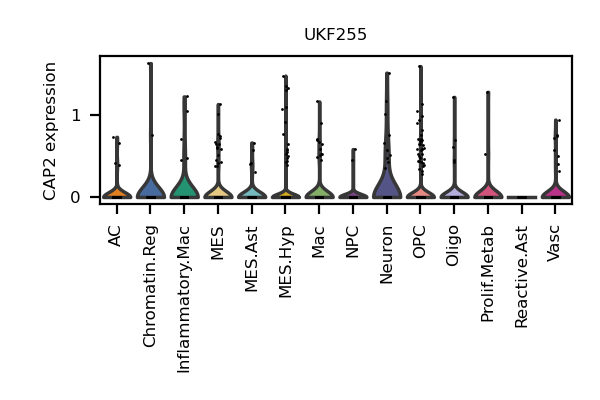 UKF255
CAP2 expression
1
0
AC
Chromatin.Reg
Inflammatory.Mac
MES
MES.Ast
MES.Hyp
Mac
NPC
Neuron
OPC
Oligo
Prolif.Metab
Reactive.Ast
Vasc